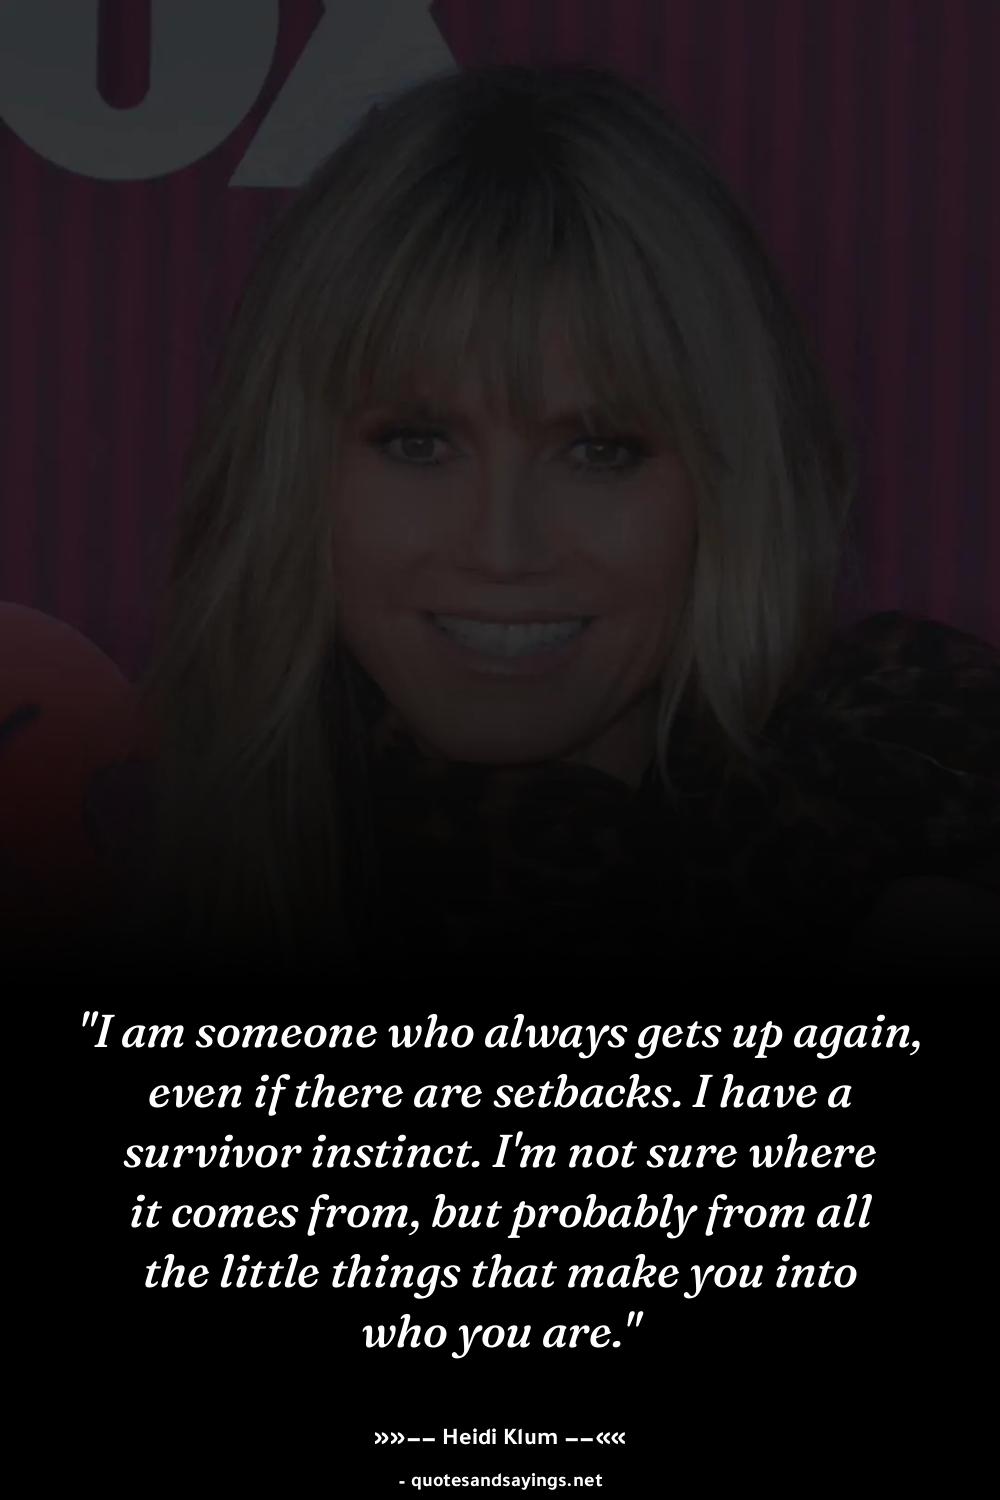 "I am someone who always gets up again,
even if there are setbacks. I have a
survivor instinct. I'm not sure where
it comes from, but probably from all
the little things that make you into
who you are."
»»−− Heidi Klum −−««
- quotesandsayings.net